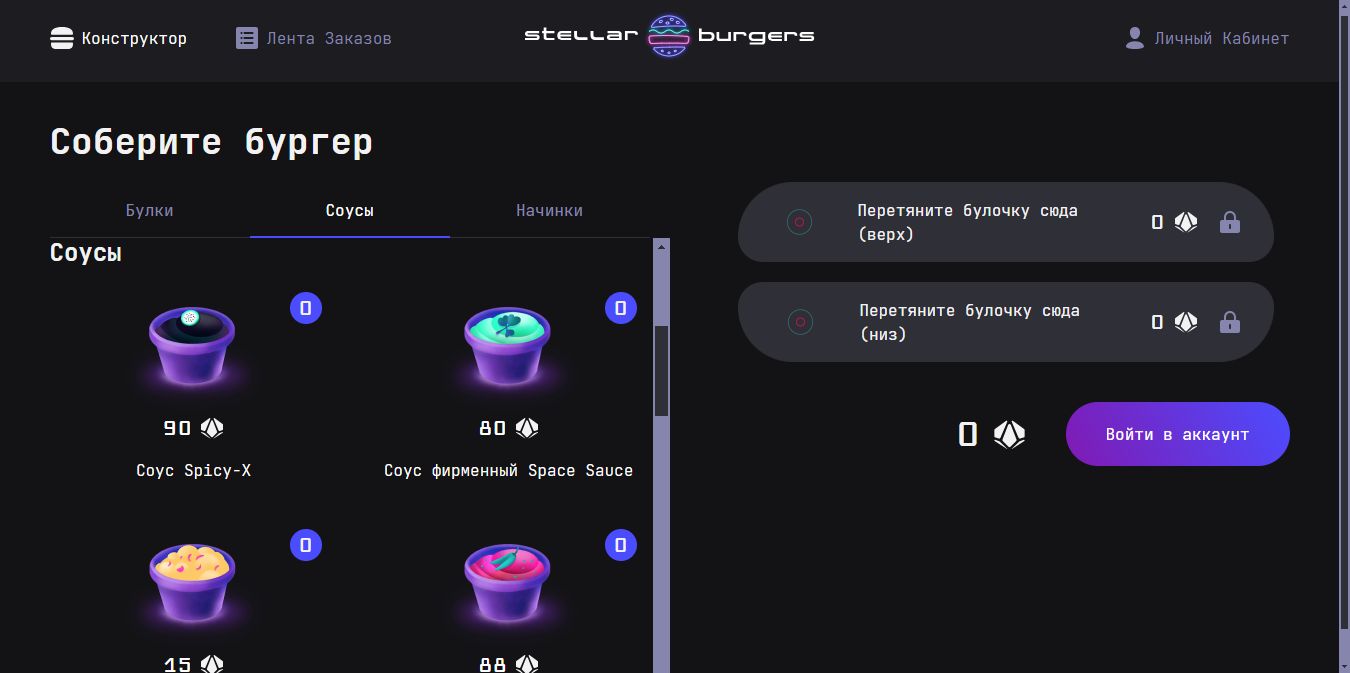 Конструктор
Лента Заказов
stellar burgers
Личный Кабинет
Соберите бургер
Булки
Соусы
Начинки
Соусы
0
0
90
80
Соус Spicy-X
Соус фирменный Space Sauce
0
0
15
88
Перетяните булочку сюда
(верх)
0
Перетяните булочку сюда
(низ)
0
0
Войти в аккаунт